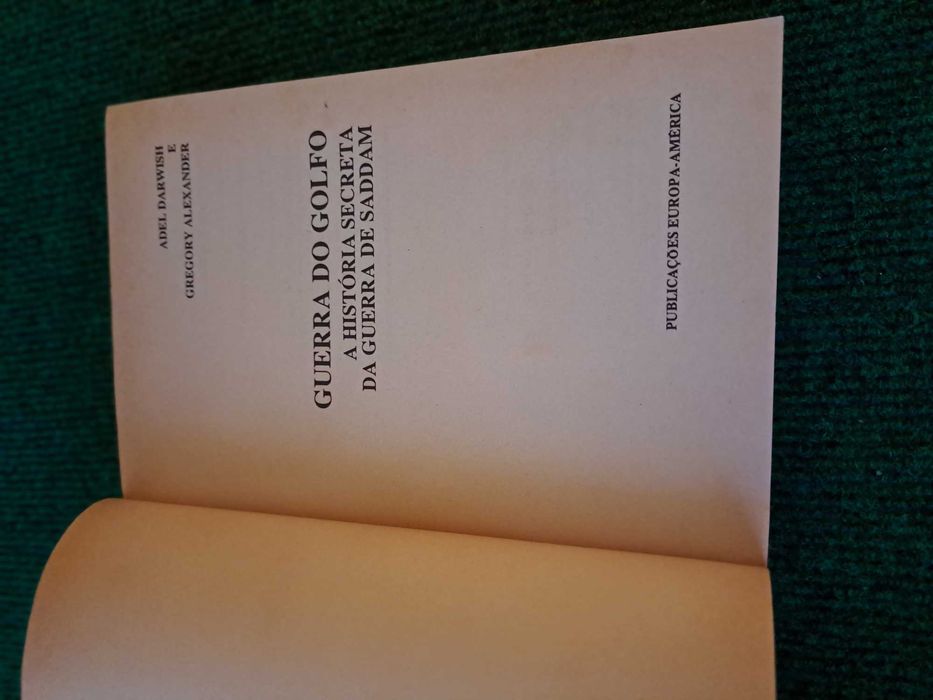 ADEL DARWISH
E
GREGORY ALEXANDER
GUERRA DO GOLFO
A HISTÓRIA SECRETA
DA GUERRA DE SADDAM
PUBLICAÇÕES EUROPA-AMÉRICA